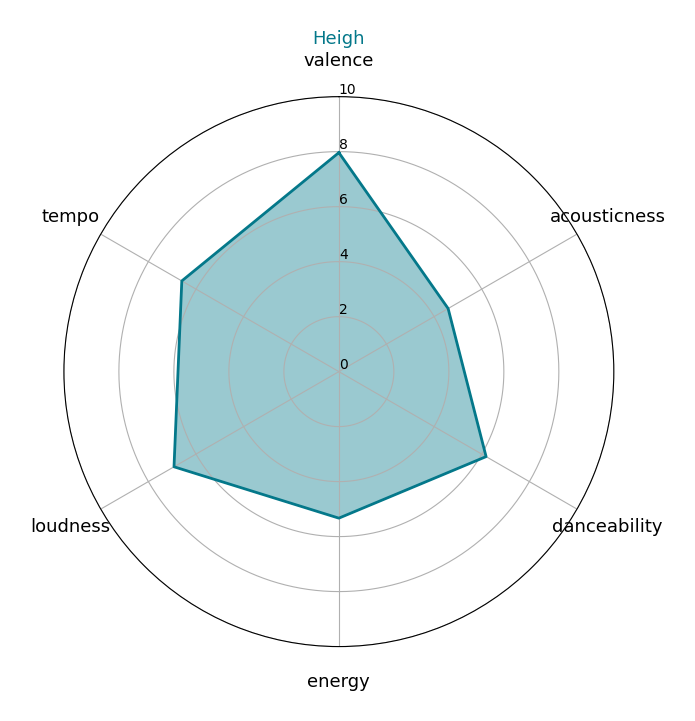 Heigh
valence
10
8
6
tempo
acousticness
4
2
0
loudness
danceability
energy